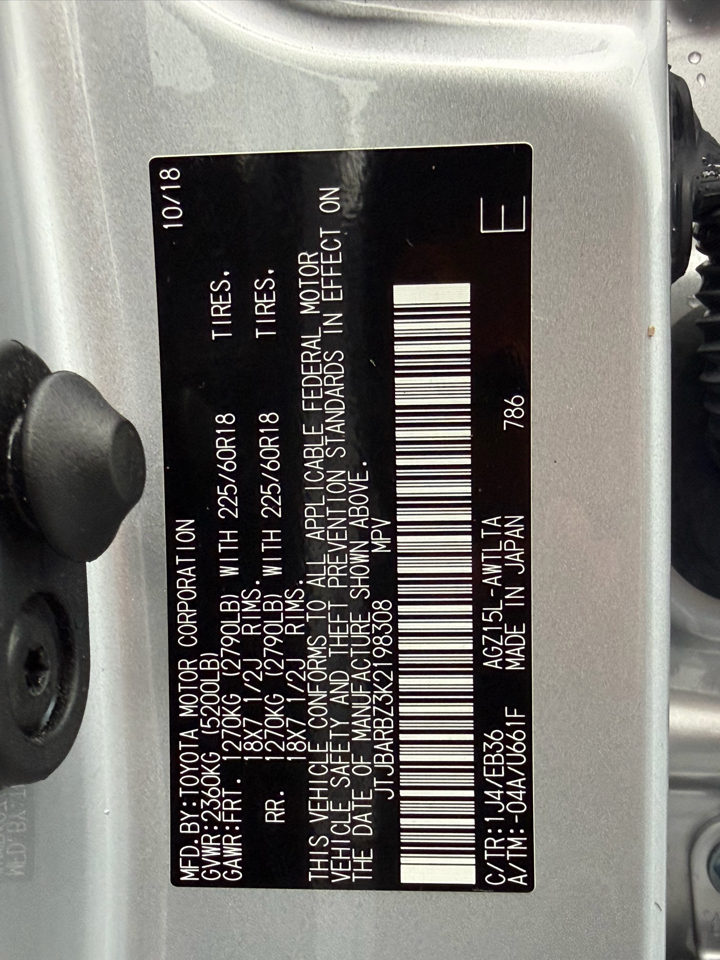 MFD. BY: TOYOTA MOTOR CORPORATION 10/18
GVWR: 2360KG (5200LB)
GAWR: FRT. 1270KG (2790LB) WITH 225/60R18 TIRES.
18X7 1/2J RIMS.
RR. 1270KG (2790LB) WITH 225/60R18 TIRES.
18X7 1/2J RIMS.
THIS VEHICLE CONFORMS TO ALL APPLICABLE FEDERAL MOTOR
VEHICLE SAFETY AND THEFT PREVENTION STANDARDS IN EFFECT ON
THE DATE OF MANUFACTURE SHOWN ABOVE.
JTJBARBZ3K2198308 MPV
C/TR: 1J4/EB36 AGZ15L-AWTLTA
A/TM: -04A/U661F MADE IN JAPAN 786 E